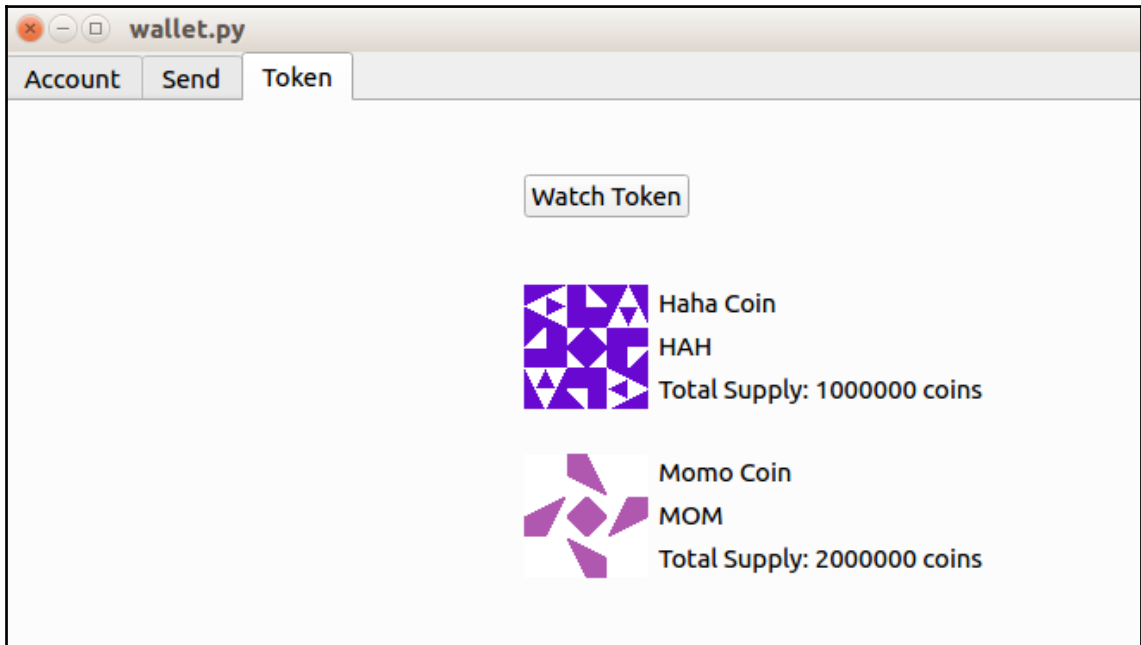 wallet.py
Account Send Token
Watch Token
Haha Coin
HAH
Total Supply: 1000000 coins
Momo Coin
MOM
Total Supply: 2000000 coins